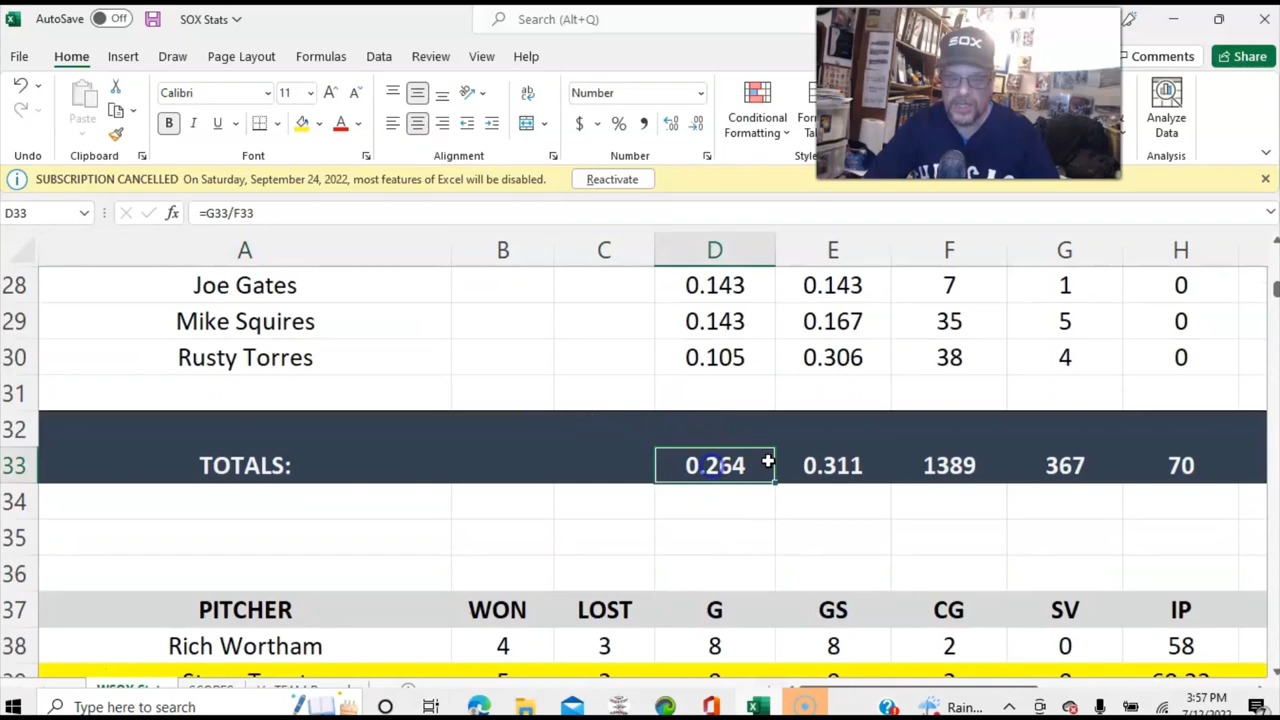 AutoSave Off SOX Stats Search (Alt+Q)
SOX
File Home Insert Draw Page Layout Formulas Data Review View Help Comments Share
Calibri 11 Number
Paste B I U $ % Conditional Formatting Analyze Data
Undo Clipboard Font Alignment Number Analysis
SUBSCRIPTION CANCELLED On Saturday, September 24, 2022, most features of Excel will be disabled. Reactivate
D33 fx =G33/F33
A B C D E F G H
28 Joe Gates 0.143 0.143 7 1 0
29 Mike Squires 0.143 0.167 35 5 0
30 Rusty Torres 0.105 0.306 38 4 0
31
32
33 TOTALS: 0.264 0.311 1389 367 70
34
35
36
37 PITCHER WON LOST G GS CG SV IP
38 Rich Wortham 4 3 8 8 2 0 58
Type here to search Rain... 3:57 PM